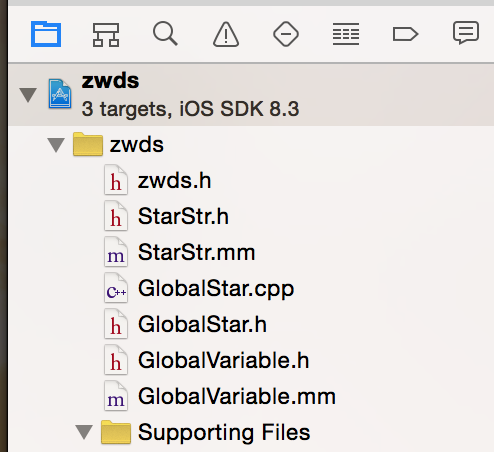 zwds
3 targets, iOS SDK 8.3
zwds
h zwds.h
h StarStr.h
m StarStr.mm
C++ GlobalStar.cpp
h GlobalStar.h
h GlobalVariable.h
m GlobalVariable.mm
Supporting Files